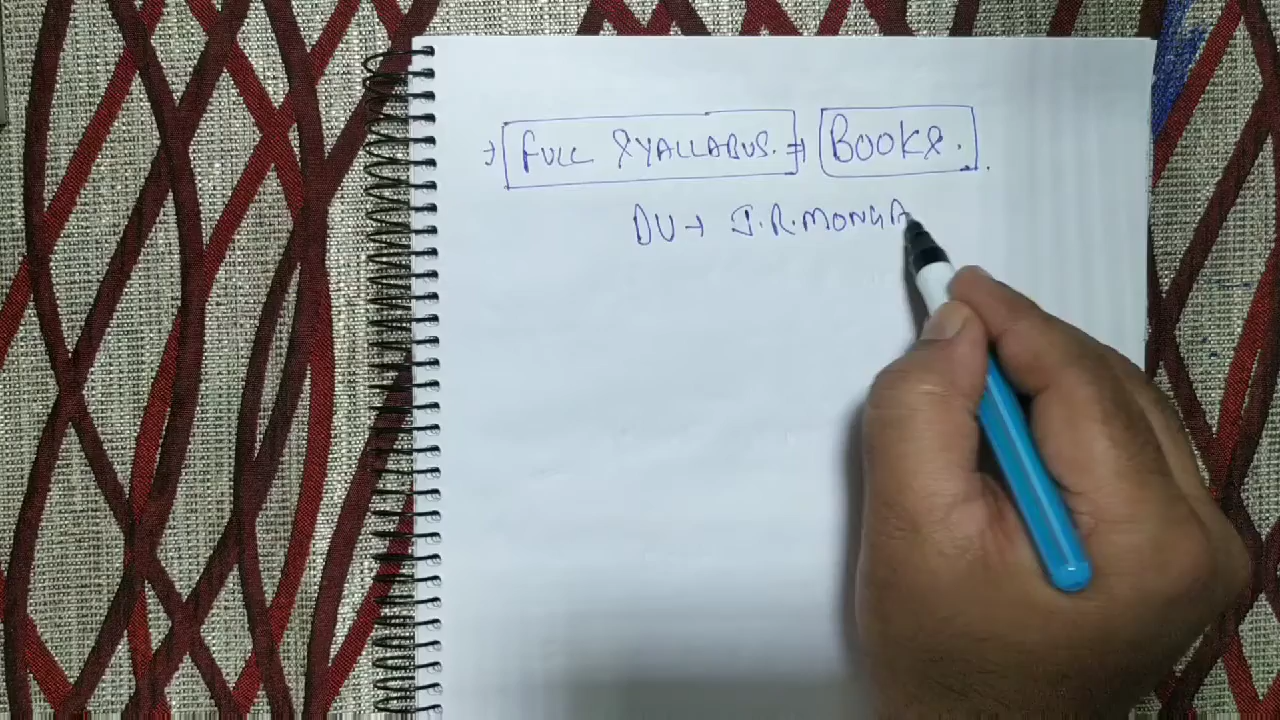 → FULL SYALLABUS. ⇒ BOOKS.
DU → J.R. MONGA